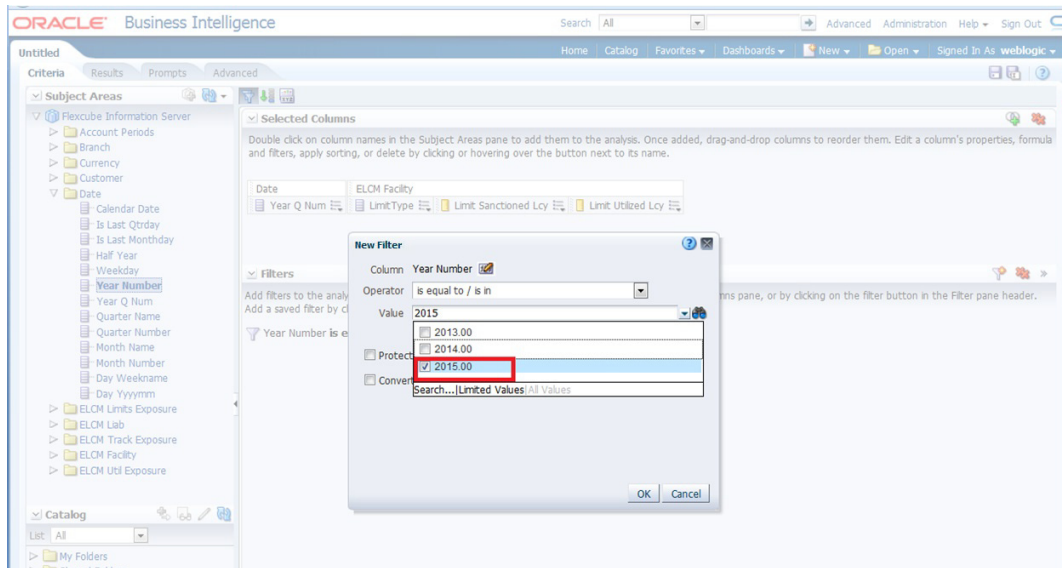 ORACLE Business Intelligence
Search All Advanced Administration Help Sign Out
Untitled
Home Catalog Favorites Dashboards New Open Signed In As weblogic
Criteria Results Prompts Advanced
Subject Areas
Flexcube Information Server
Account Periods
Branch
Currency
Customer
Date
Calendar Date
Is Last Qtrday
Is Last Monthday
Half Year
Weekday
Year Number
Year Q Num
Quarter Name
Quarter Number
Month Name
Month Number
Day Weekname
Day Yyyymm
ELCM Limits Exposure
ELCM Liab
ELCM Track Exposure
ELCM Facility
ELCM Util Exposure
Catalog
List All
My Folders
Selected Columns
Double click on column names in the Subject Areas pane to add them to the analysis. Once added, drag-and-drop columns to reorder them. Edit a column's properties, formula
and filters, apply sorting, or delete by clicking or hovering over the button next to its name.
Date ELCM Facility
Year Q Num LimitType Limit Sanctioned Lcy Limit Utilized Lcy
Filters
Add filters to the analy ns pane, or by clicking on the filter button in the Filter pane header.
Add a saved filter by cl
Year Number is e
New Filter
Column Year Number
Operator is equal to / is in
Value 2015
2013.00
2014.00
2015.00
Search...|Limited Values|All Values
Protect
Convert
OK Cancel